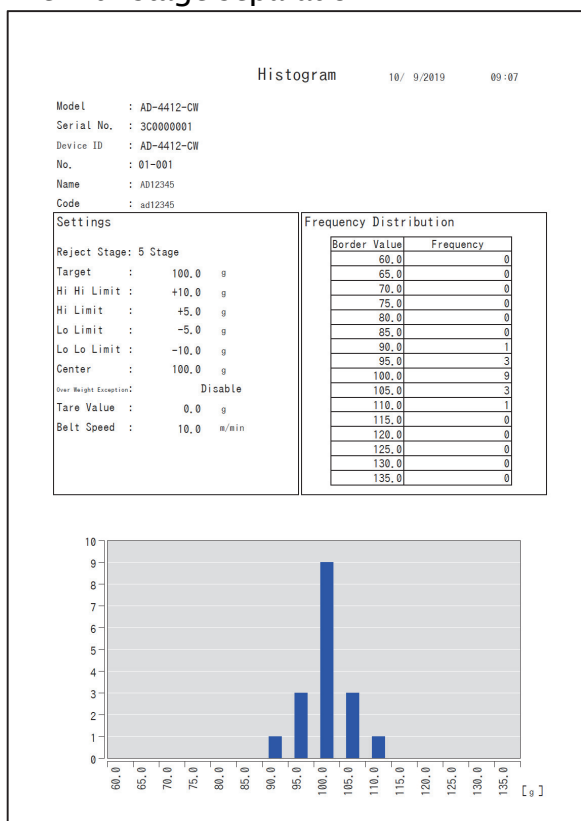 Histogram 10/ 9/2019 09:07
Model : AD-4412-CW
Serial No. : 3C0000001
Device ID : AD-4412-CW
No. : 01-001
Name : AD12345
Code : ad12345
Settings
Reject Stage: 5 Stage
Target : 100.0 g
Hi Hi Limit : +10.0 g
Hi Limit : +5.0 g
Lo Limit : -5.0 g
Lo Lo Limit : -10.0 g
Center : 100.0 g
Over Weight Exception: Disable
Tare Value : 0.0 g
Belt Speed : 10.0 m/min
Frequency Distribution
Border Value Frequency
60.0 0
65.0 0
70.0 0
75.0 0
80.0 0
85.0 0
90.0 1
95.0 3
100.0 9
105.0 3
110.0 1
115.0 0
120.0 0
125.0 0
130.0 0
135.0 0
10
9
8
7
6
5
4
3
2
1
0
60.0 65.0 70.0 75.0 80.0 85.0 90.0 95.0 100.0 105.0 110.0 115.0 120.0 125.0 130.0 135.0 [g]